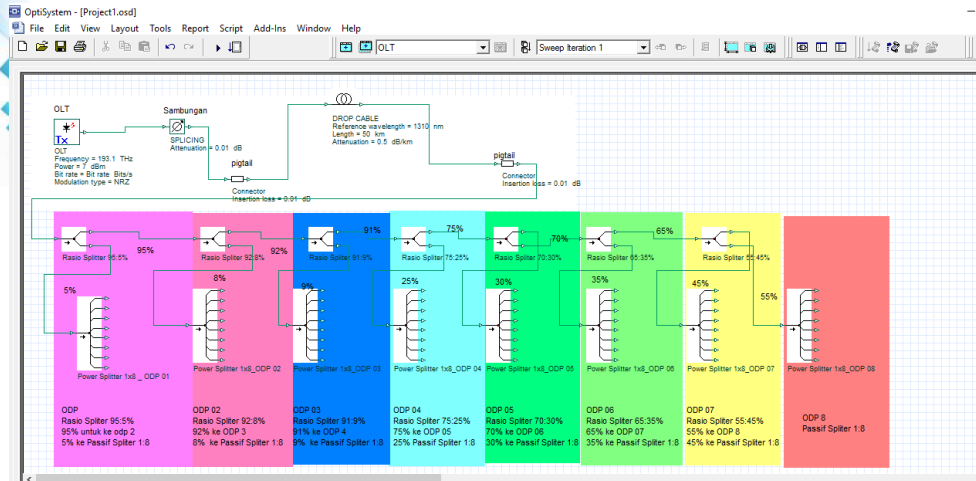 OptiSystem - [Project1.osd]
File Edit View Layout Tools Report Script Add-Ins Window Help
OLT
Sweep Iteration 1
OLT
Tx
OLT
Frequency = 193.1 THz
Power = 7 dBm
Bit rate = Bit rate Bits/s
Modulation type = NRZ
Sambungan
SPLICING
Attenuation = 0.01 dB
pigtail
Connector
Insertion loss = 0.01 dB
DROP CABLE
Reference wavelength = 1310 nm
Length = 50 km
Attenuation = 0.5 dB/km
pigtail
Connector
Insertion loss = 0.01 dB
Rasio Splitter 95:5%
95%
5%
Power Splitter 1x8 _ ODP 01
Rasio Splitter 92:8%
92%
8%
Power Splitter 1x8_ODP 02
Rasio Splitter 91:9%
91%
9%
Power Splitter 1x8_ODP 03
Rasio Splitter 75:25%
75%
25%
Power Splitter 1x8_ODP 04
Rasio Splitter 70:30%
70%
30%
Power Splitter 1x8_ODP 05
Rasio Splitter 65:35%
65%
35%
Power Splitter 1x8_ODP 06
Rasio Splitter 55:45%
45%
55%
Power Splitter 1x8_ODP 07
Power Splitter 1x8_ODP 08
ODP
Rasio Spliter 95:5%
95% untuk ke odp 2
5% ke Passif Spliter 1:8
ODP 02
Rasio Spliter 92:8%
92% ke ODP 3
8% ke Passif Spliter 1:8
ODP 03
Rasio Spliter 91:9%
91% ke ODP 4
9% ke Passif Spliter 1:8
ODP 04
Rasio Spliter 75:25%
75% ke ODP 05
25% Passif Spliter 1:8
ODP 05
Rasio Spliter 70:30%
70% ke ODP 06
30% ke Passif Spliter 1:8
ODP 06
Rasio Spliter 65:35%
65% ke ODP 07
35% ke Passif Spliter 1:8
ODP 07
Rasio Spliter 55:45%
55% ke ODP 8
45% ke Passif Spliter 1:8
ODP 8
Passif Spliter 1:8